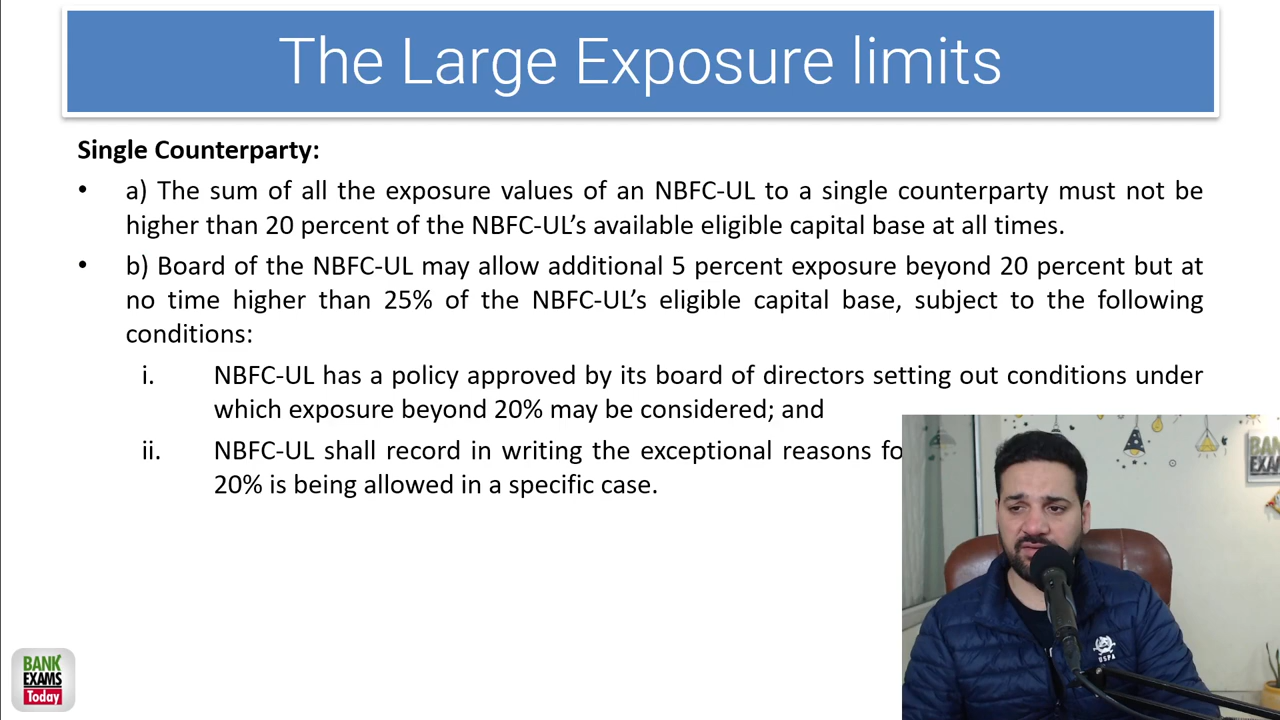 The Large Exposure limits
Single Counterparty:
• a) The sum of all the exposure values of an NBFC-UL to a single counterparty must not be
higher than 20 percent of the NBFC-UL’s available eligible capital base at all times.
• b) Board of the NBFC-UL may allow additional 5 percent exposure beyond 20 percent but at
no time higher than 25% of the NBFC-UL’s eligible capital base, subject to the following
conditions:
i. NBFC-UL has a policy approved by its board of directors setting out conditions under
which exposure beyond 20% may be considered; and
ii. NBFC-UL shall record in writing the exceptional reasons
20% is being allowed in a specific case.
BANK
EXAMS
Today
BANK
USPA
BANK
EXAMS
Today